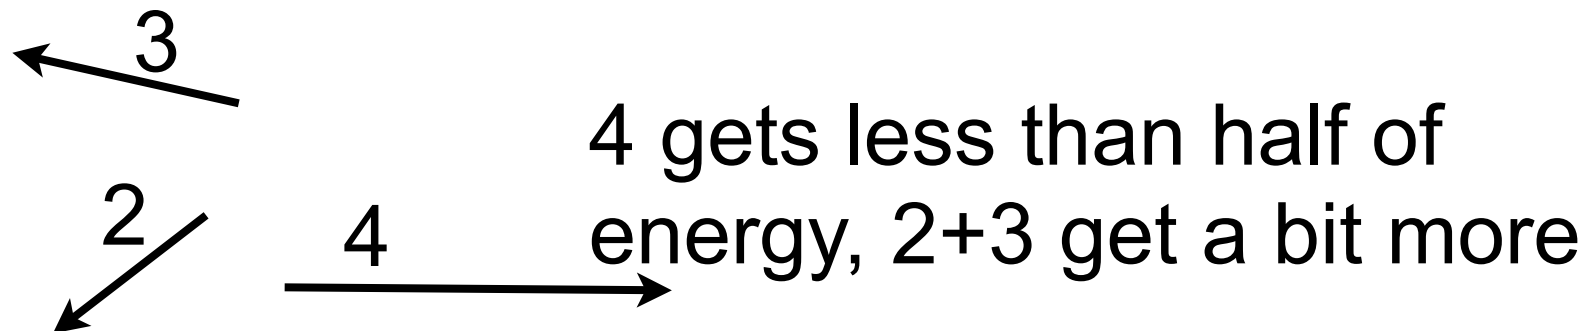 3
2
4
4 gets less than half of
energy, 2+3 get a bit more